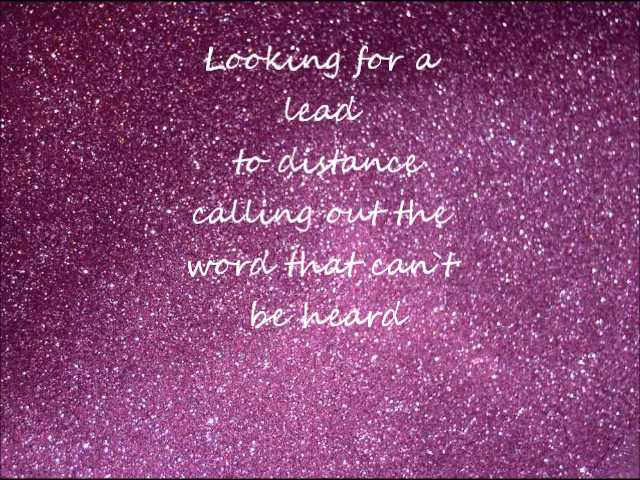 Looking for a
lead
to distance
calling out the
word that can`t
be heard